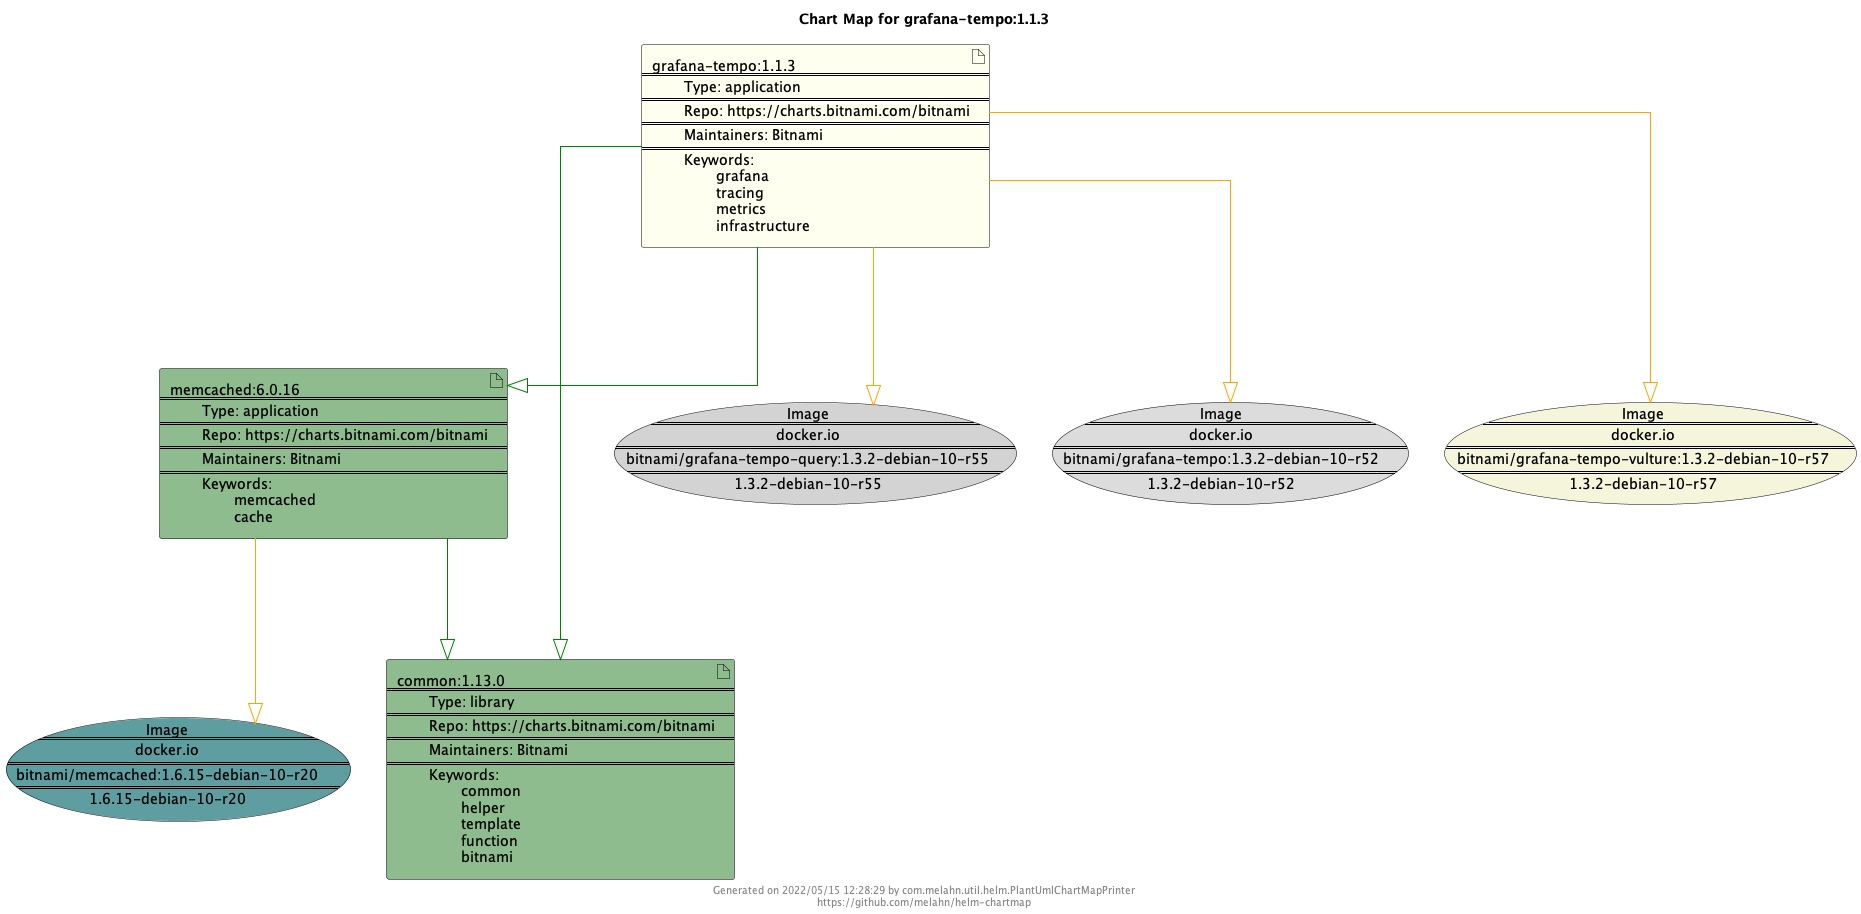 Chart Map for grafana-tempo:1.1.3
grafana-tempo:1.1.3
Type: application
Repo: https://charts.bitnami.com/bitnami
Maintainers: Bitnami
Keywords:
grafana
tracing
metrics
infrastructure
memcached:6.0.16
Type: application
Repo: https://charts.bitnami.com/bitnami
Maintainers: Bitnami
Keywords:
memcached
cache
Image
docker.io
bitnami/grafana-tempo-query:1.3.2-debian-10-r55
1.3.2-debian-10-r55
Image
docker.io
bitnami/grafana-tempo:1.3.2-debian-10-r52
1.3.2-debian-10-r52
Image
docker.io
bitnami/grafana-tempo-vulture:1.3.2-debian-10-r57
1.3.2-debian-10-r57
Image
docker.io
bitnami/memcached:1.6.15-debian-10-r20
1.6.15-debian-10-r20
common:1.13.0
Type: library
Repo: https://charts.bitnami.com/bitnami
Maintainers: Bitnami
Keywords:
common
helper
template
function
bitnami
Generated on 2022/05/15 12:28:29 by com.melahn.util.helm.PlantUmlChartMapPrinter
https://github.com/melahn/helm-chartmap